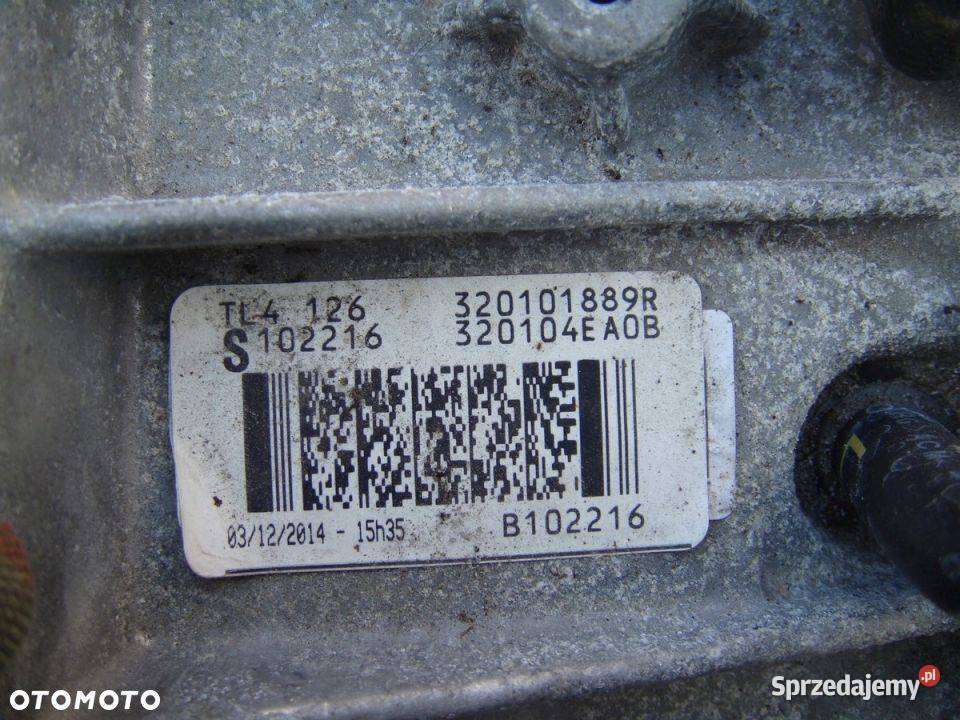 TL4 126 320101889R
S102216 320104EA0B
03/12/2014 - 15h35 B102216
OTOMOTO
Sprzedajemy.pl